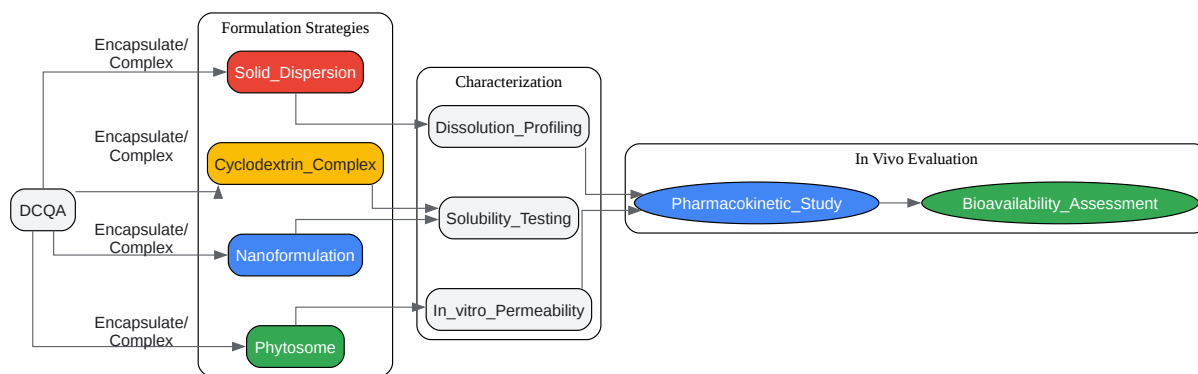 Formulation Strategies
Encapsulate/
Complex
Solid_Dispersion
Characterization
Dissolution_Profiling
Encapsulate/
Complex
Cyclodextrin_Complex
In Vivo Evaluation
DCQA
Pharmacokinetic_Study
Bioavailability_Assessment
Solubility_Testing
Encapsulate/
Complex
Nanoformulation
In_vitro_Permeability
Encapsulate/
Complex
Phytosome